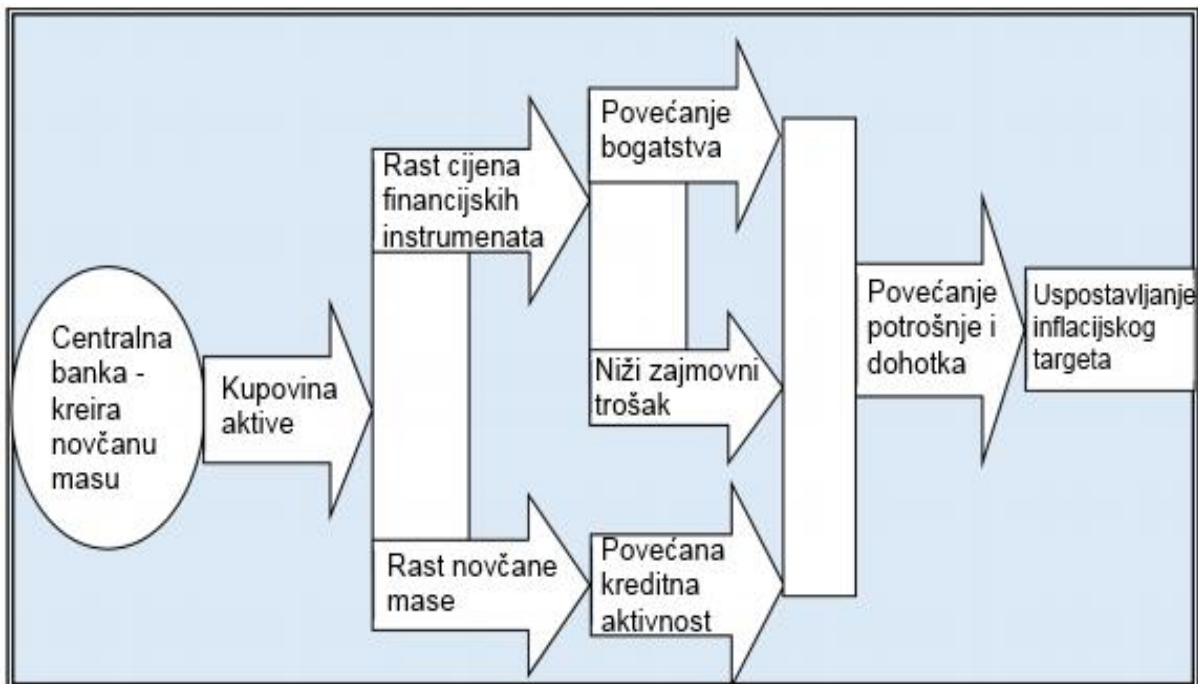 Centralna
banka -
kreira
novčanu
masu
Kupovina
aktive
Rast cijena
financijskih
instrumenata
Rast novčane
mase
Povećanje
bogatstva
Niži zajmovni
trošak
Povećana
kreditna
aktivnost
Povećanje
potrošnje i
dohotka
Uspostavljanje
inflacijskog
targeta